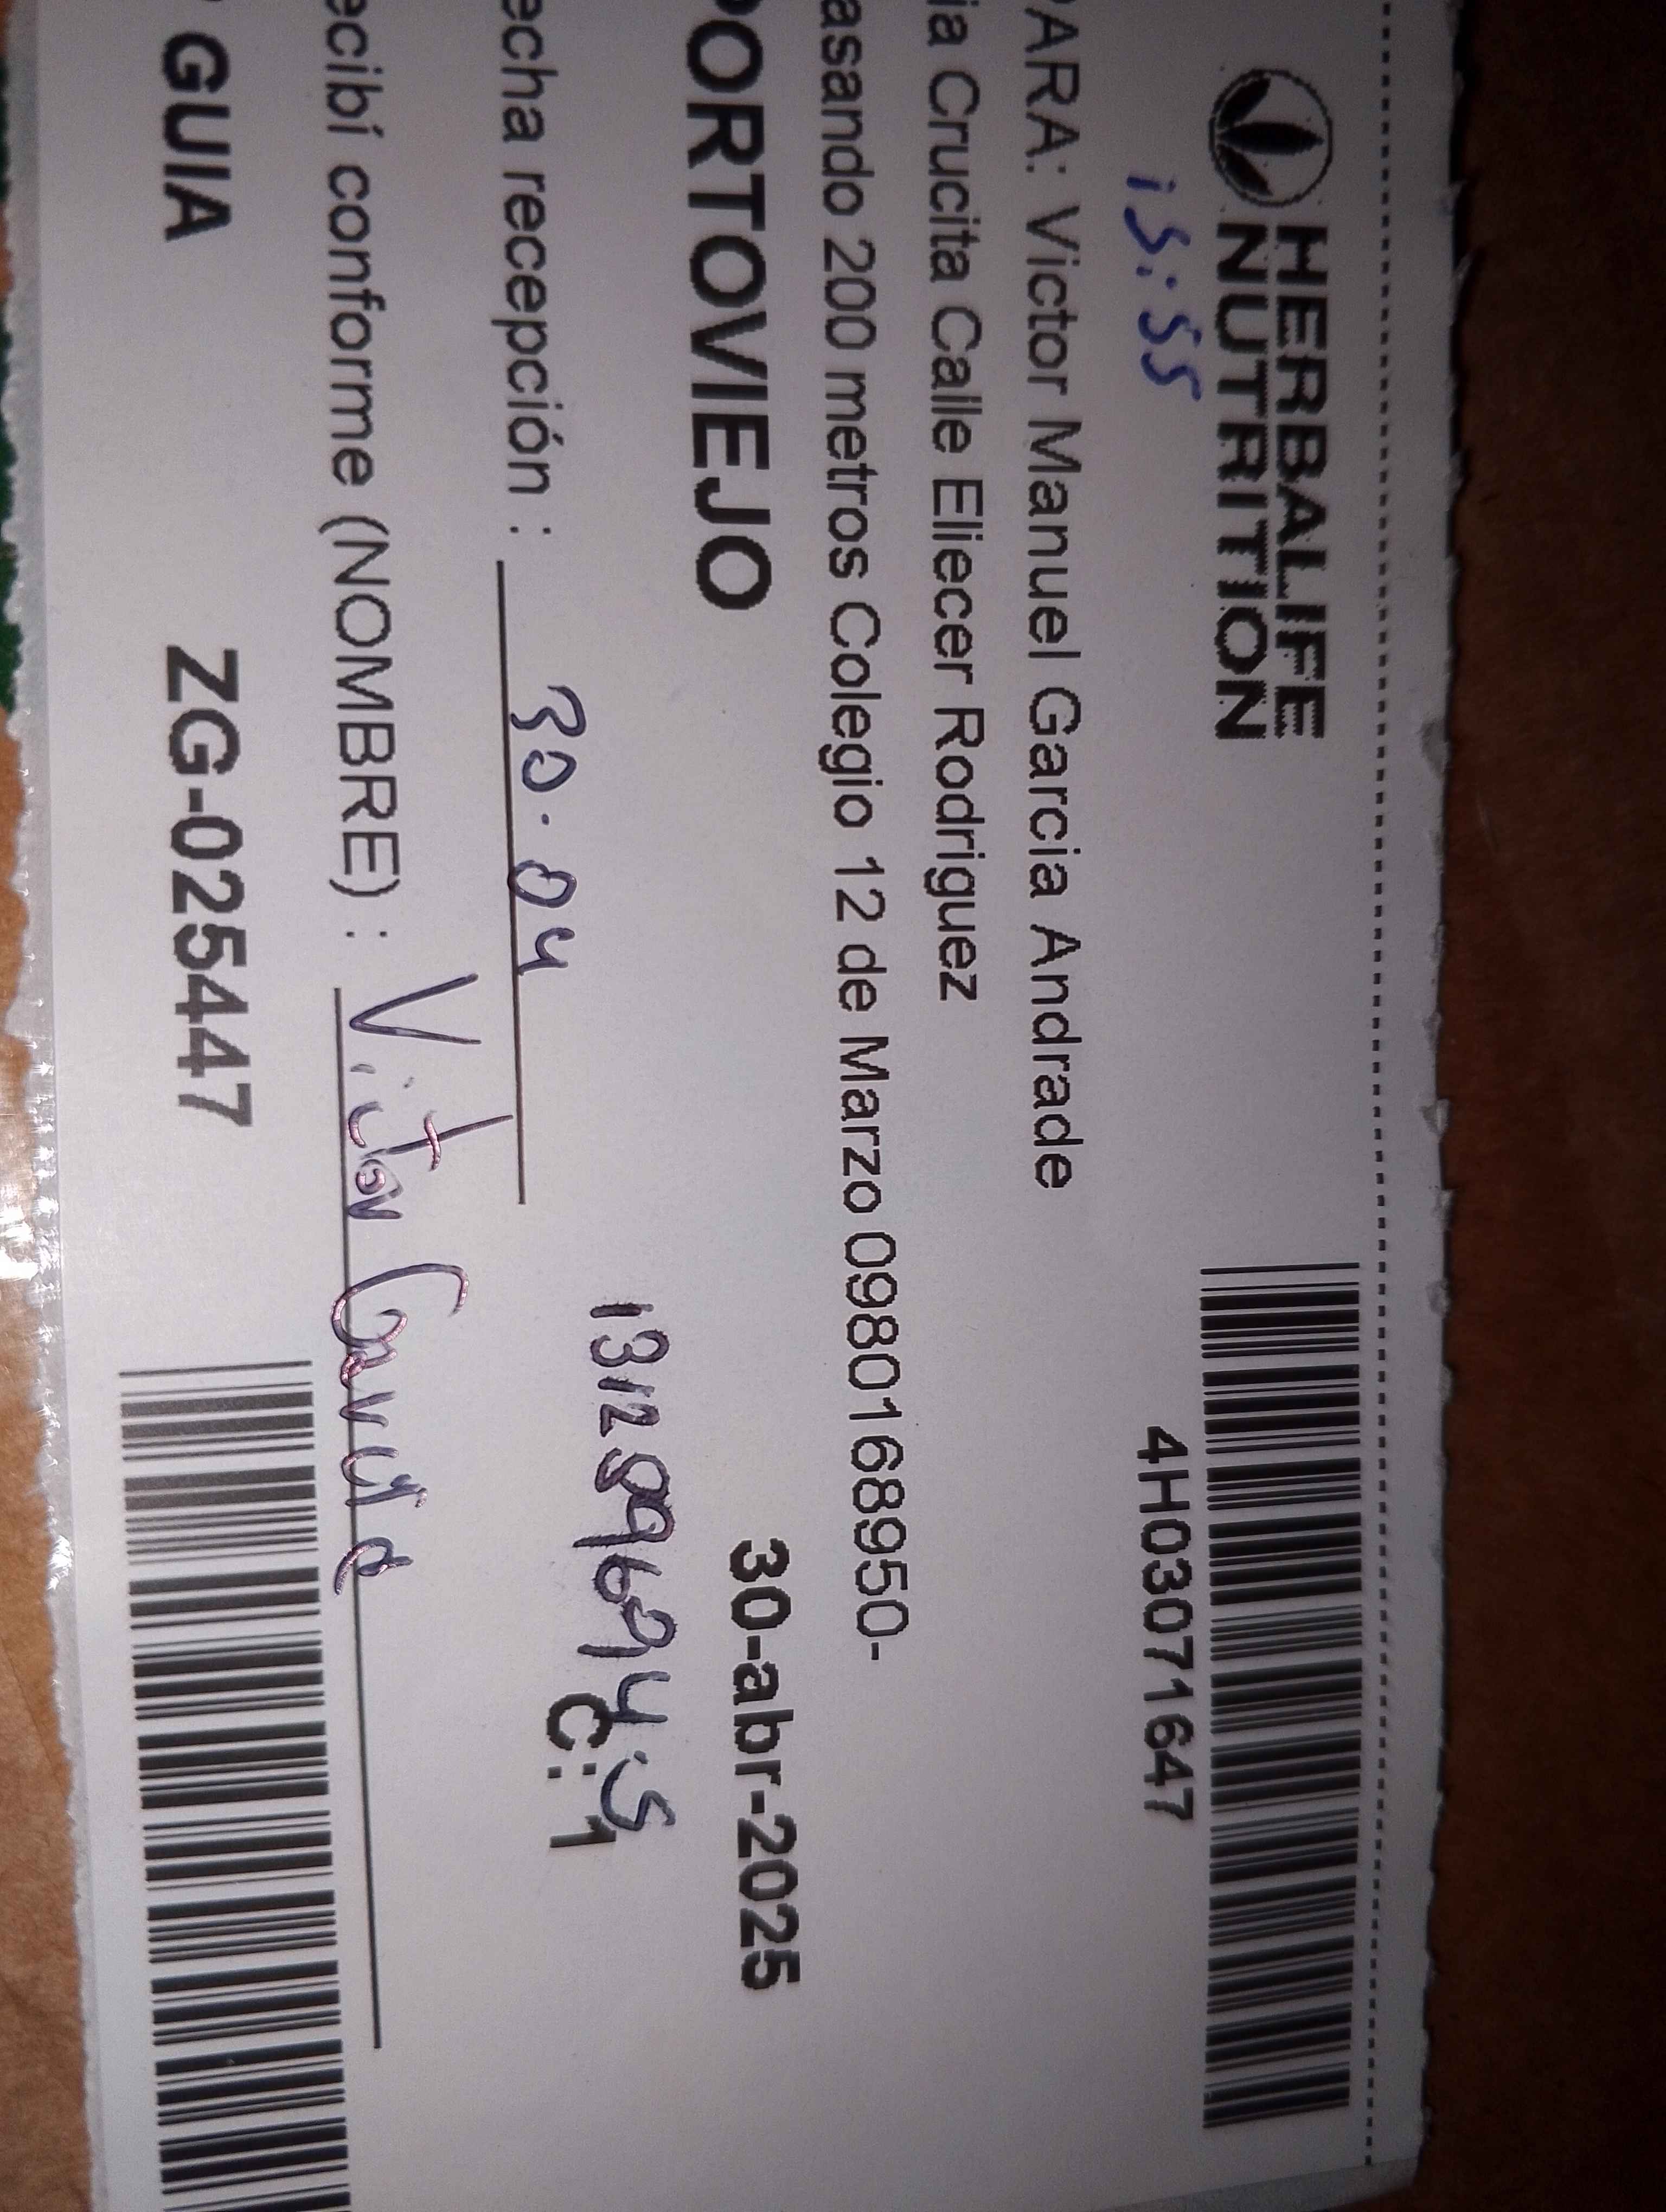 HERBALIFE
NUTRITION
15:55
4H03071647
PARA: Victor Manuel Garcia Andrade
ia Crucita Calle Eliecer Rodriguez
asando 200 metros Colegio 12 de Marzo 0980168950-
PORTOVIEJO
30-abr-2025
echa recepción : 30.04
C: 1
ecibí conforme (NOMBRE) : Victor Garcia
GUIA ZG-025447